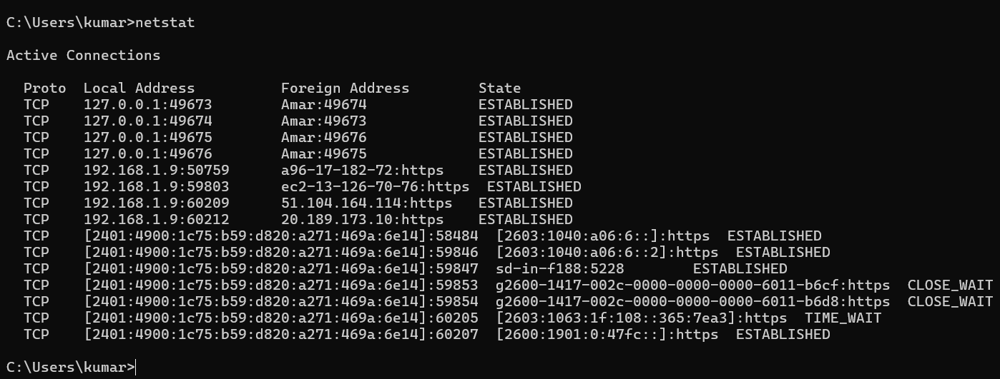 C:\Users\kumar>netstat
Active Connections
Proto  Local Address          Foreign Address        State
TCP    127.0.0.1:49673        Amar:49674             ESTABLISHED
TCP    127.0.0.1:49674        Amar:49673             ESTABLISHED
TCP    127.0.0.1:49675        Amar:49676             ESTABLISHED
TCP    127.0.0.1:49676        Amar:49675             ESTABLISHED
TCP    192.168.1.9:50759      a96-17-182-72:https    ESTABLISHED
TCP    192.168.1.9:59803      ec2-13-126-70-76:https  ESTABLISHED
TCP    192.168.1.9:60209      51.104.164.114:https   ESTABLISHED
TCP    192.168.1.9:60212      20.189.173.10:https    ESTABLISHED
TCP    [2401:4900:1c75:b59:d820:a271:469a:6e14]:58484  [2603:1040:a06:6::]:https  ESTABLISHED
TCP    [2401:4900:1c75:b59:d820:a271:469a:6e14]:59846  [2603:1040:a06:6::2]:https  ESTABLISHED
TCP    [2401:4900:1c75:b59:d820:a271:469a:6e14]:59847  sd-in-f188:5228        ESTABLISHED
TCP    [2401:4900:1c75:b59:d820:a271:469a:6e14]:59853  g2600-1417-002c-0000-0000-0000-6011-b6cf:https  CLOSE_WAIT
TCP    [2401:4900:1c75:b59:d820:a271:469a:6e14]:59854  g2600-1417-002c-0000-0000-0000-6011-b6d8:https  CLOSE_WAIT
TCP    [2401:4900:1c75:b59:d820:a271:469a:6e14]:60205  [2603:1063:1f:108::365:7ea3]:https  TIME_WAIT
TCP    [2401:4900:1c75:b59:d820:a271:469a:6e14]:60207  [2600:1901:0:47fc::]:https  ESTABLISHED
C:\Users\kumar>